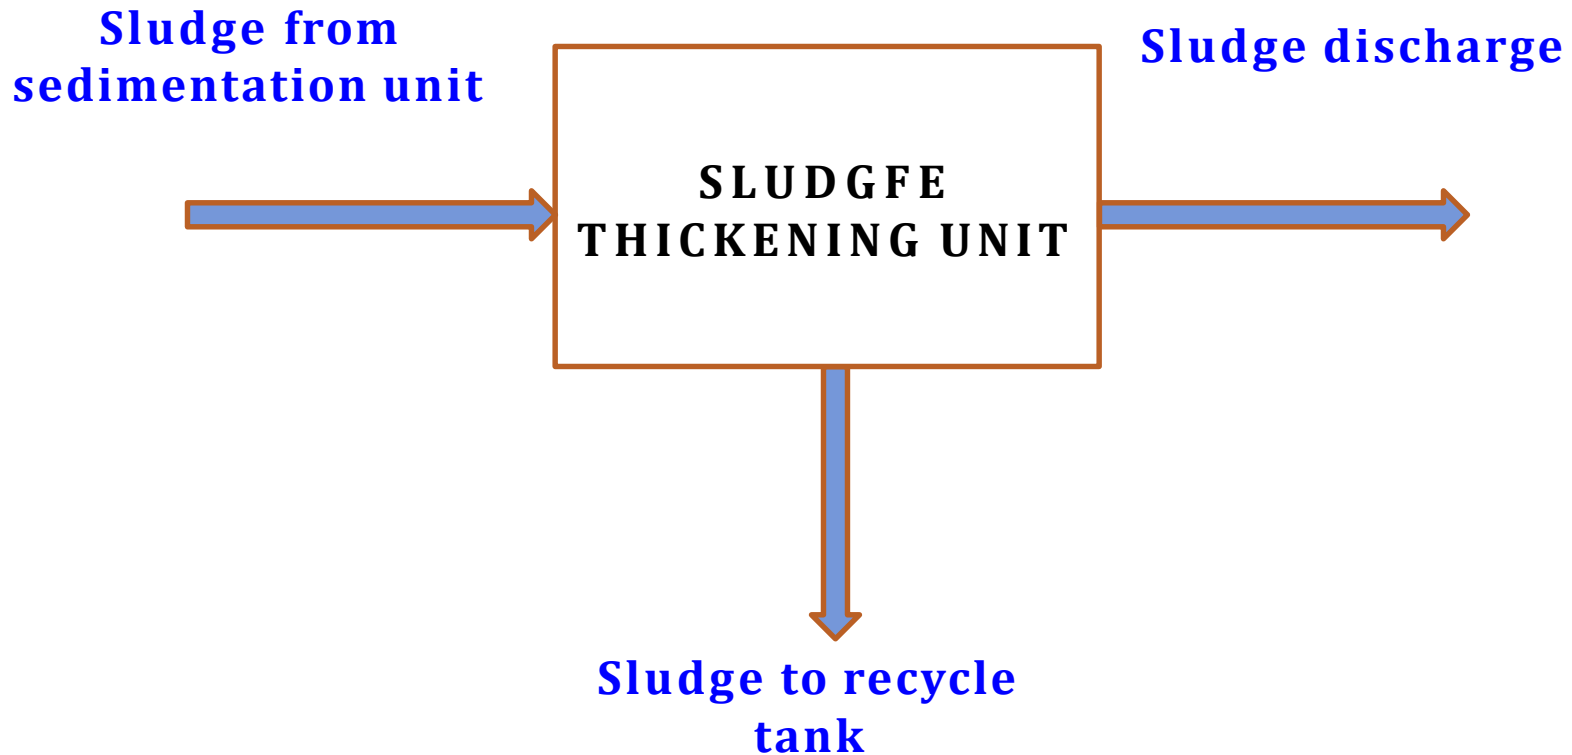 Sludge from
sedimentation unit
Sludge discharge
SLUDGFE
THICKENING UNIT
Sludge to recycle
tank